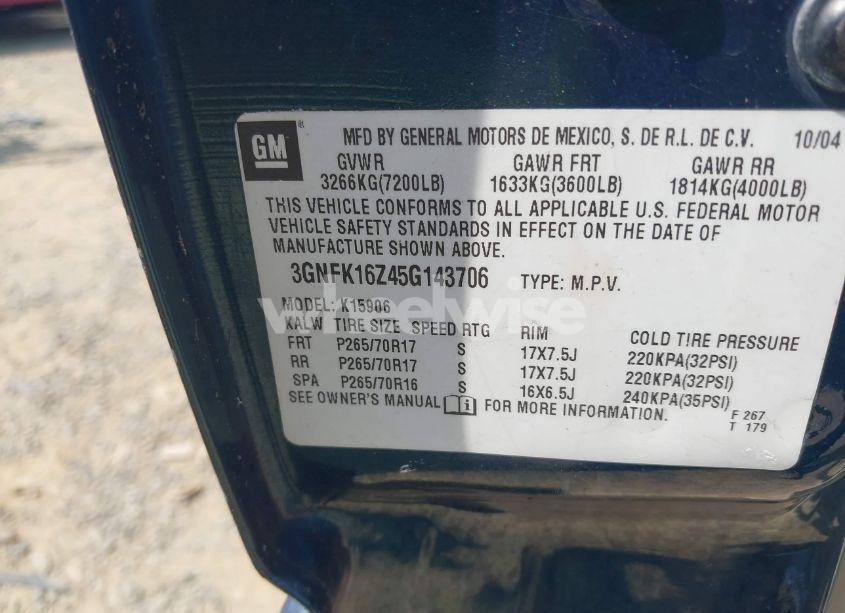 GM ® MFD BY GENERAL MOTORS DE MEXICO, S. DE R.L. DE C.V. 10/04
GVWR GAWR FRT GAWR RR
3266KG(7200LB) 1633KG(3600LB) 1814KG(4000LB)
THIS VEHICLE CONFORMS TO ALL APPLICABLE U.S. FEDERAL MOTOR
VEHICLE SAFETY STANDARDS IN EFFECT ON THE DATE OF
MANUFACTURE SHOWN ABOVE.
3GNFK16Z45G143706 TYPE: M.P.V.
wheelwise
MODEL: K15906
KALW TIRE SIZE SPEED RTG RIM COLD TIRE PRESSURE
FRT P265/70R17 S 17X7.5J 220KPA(32PSI)
RR P265/70R17 S 17X7.5J 220KPA(32PSI)
SPA P265/70R16 S 16X6.5J 240KPA(35PSI)
SEE OWNER'S MANUAL i FOR MORE INFORMATION.
F 267
T 179